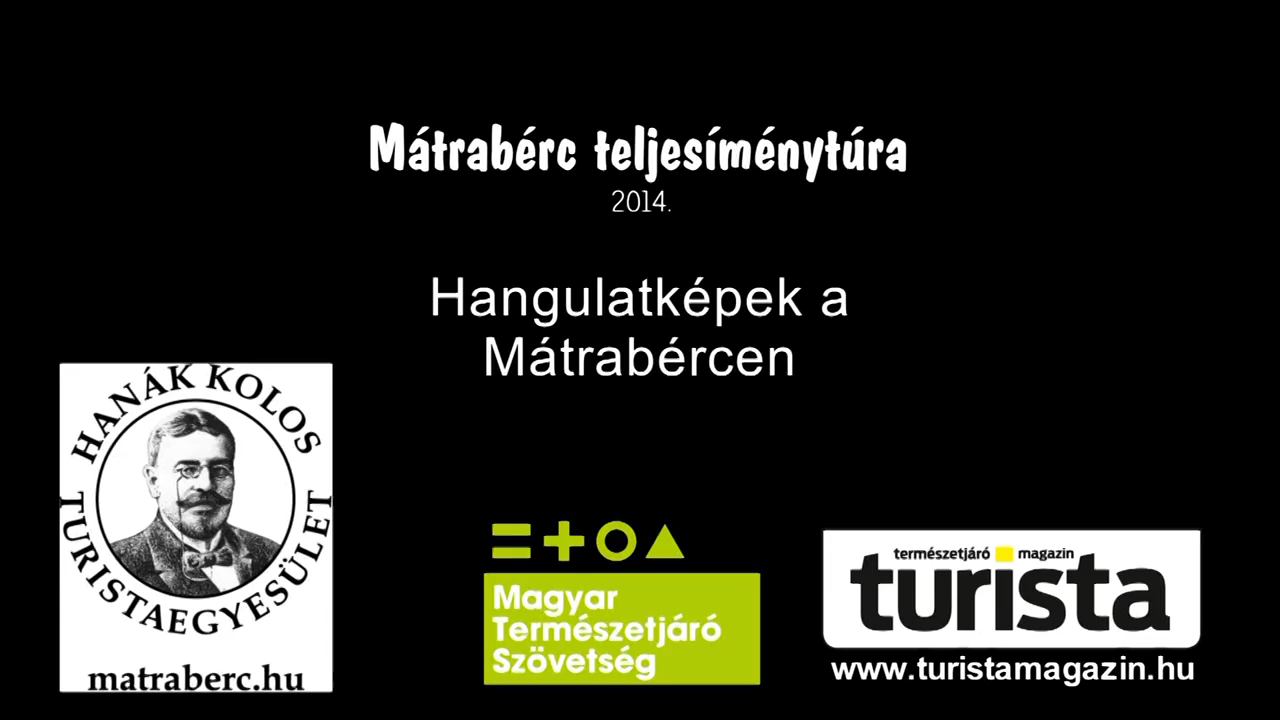 Mátrabérc teljesíménytúra
2014.
Hangulatképek a
Mátrabércen
HANÁK KOLOS
TURISTAEGYESÜLET
matraberc.hu
Magyar
Természetjáró
Szövetség
természetjáró magazin
turista
www.turistamagazin.hu